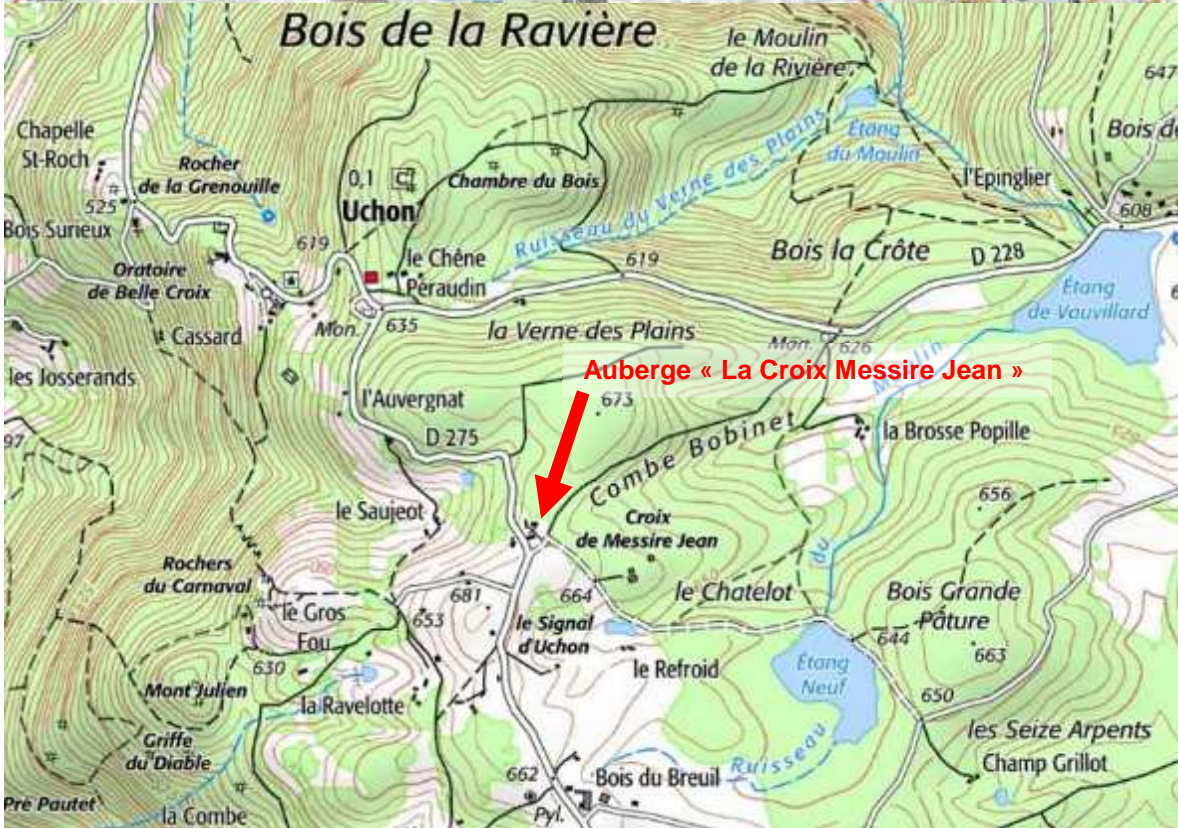 Bois de la Ravière
le Moulin
de la Rivière
647
Chapelle
St-Roch
Rocher
de la Grenouille
0,1
C
Chambre du Bois
Étang
du Moulin
Bois de
l'Epinglier
525
Uchon
Ruisseau du Verne des Plains
608
Bois Surieux
619
le Chêne
Péraudin
619
Bois la Crôte
D 228
Oratoire
de Belle Croix
Étang
de Vauvillard
Cassard
Mon.
635
la Verne des Plains
Mon.
626
les Josserands
Auberge « La Croix Messire Jean »
l'Auvergnat
673
D 275
Combe Bobinet
la Brosse Popille
Moulin
du
le Saujeot
Croix
de Messire Jean
656
Rochers
du Carnaval
le Gros
Fou
681
653
664
le Chatelot
Bois Grande
Pâture
le Signal
d'Uchon
644
663
630
le Refroid
Étang
Neuf
Mont Julien
la Ravelotte
650
Griffe
du Diable
les Seize Arpents
Ruisseau
Champ Grillot
662
Bois du Breuil
Pré Pautet
la Combe
Pyl.